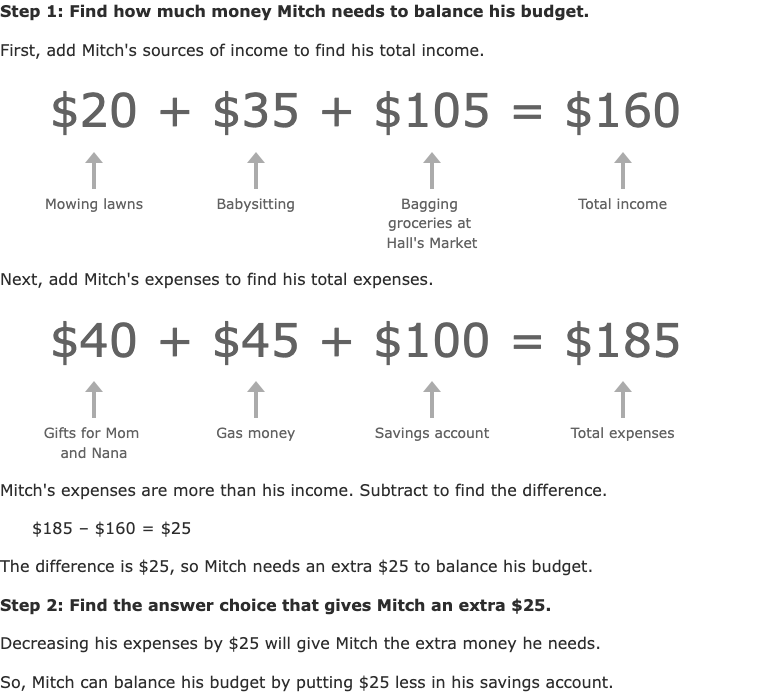 Step 1: Find how much money Mitch needs to balance his budget.
First, add Mitch's sources of income to find his total income.
$20 + $35 + $105 = $160
Mowing lawns Babysitting Bagging Total income
groceries at
Hall's Market
Next, add Mitch's expenses to find his total expenses.
$40 + $45 + $100 = $185
Gifts for Mom Gas money Savings account Total expenses
and Nana
Mitch's expenses are more than his income. Subtract to find the difference.
$185 – $160 = $25
The difference is $25, so Mitch needs an extra $25 to balance his budget.
Step 2: Find the answer choice that gives Mitch an extra $25.
Decreasing his expenses by $25 will give Mitch the extra money he needs.
So, Mitch can balance his budget by putting $25 less in his savings account.